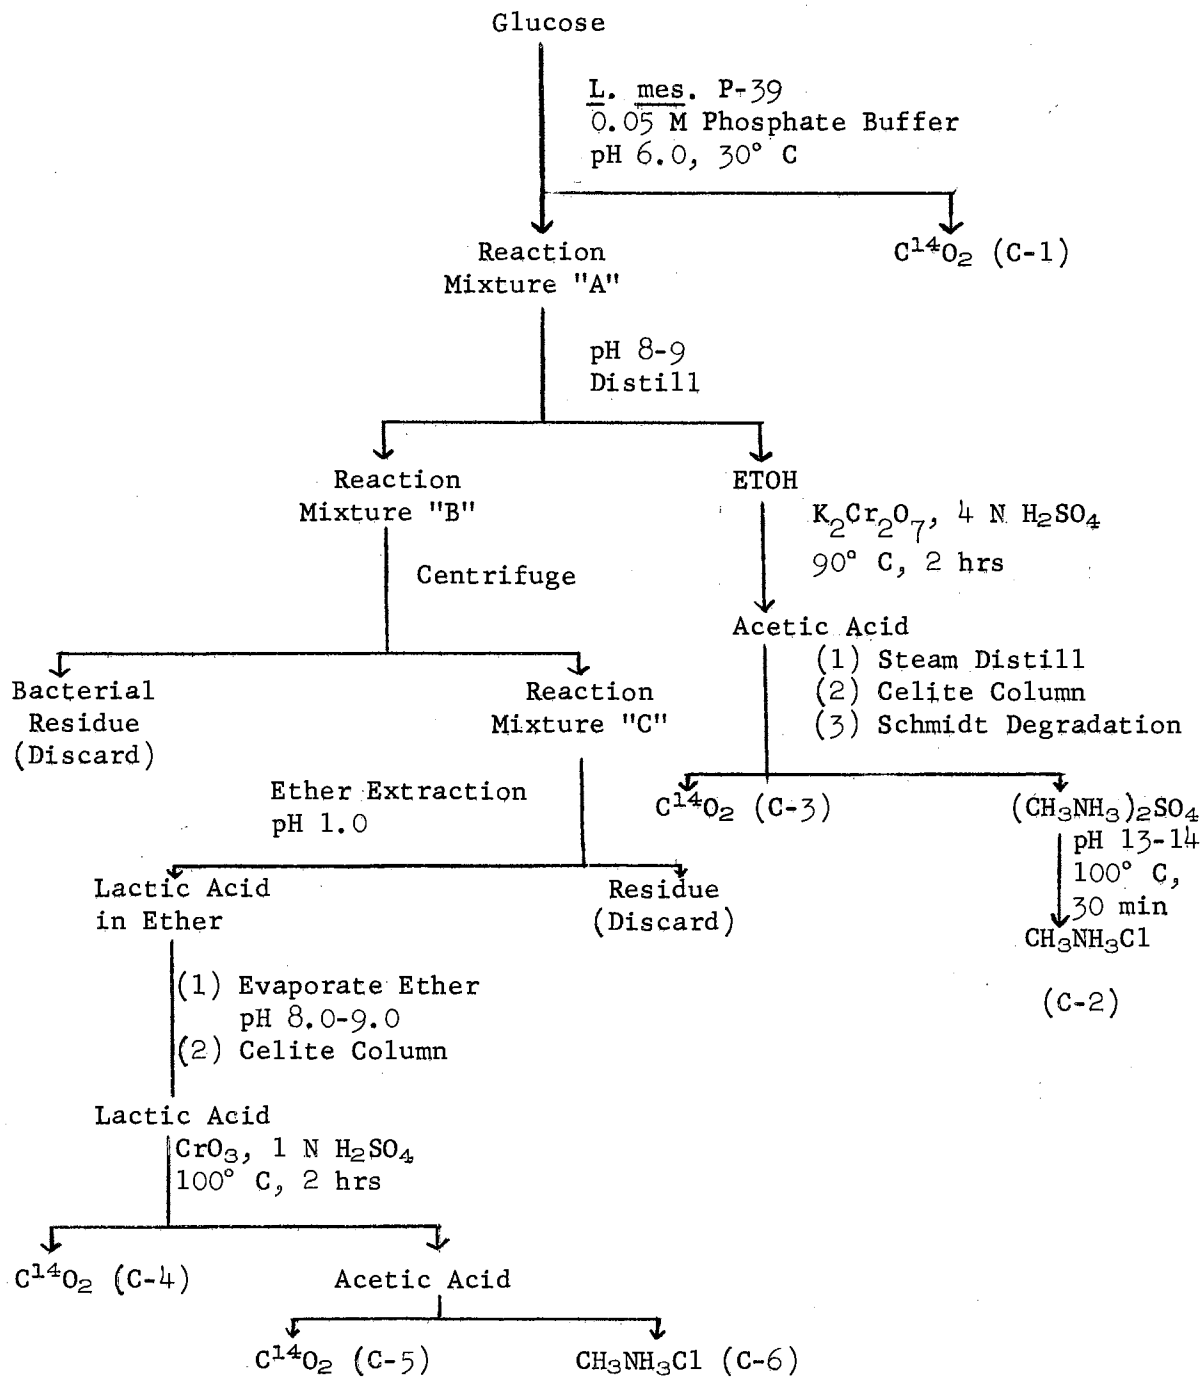 Glucose
L. mes. P-39
0.05 M Phosphate Buffer
pH 6.0, 30° C
Reaction
Mixture "A"
C¹⁴O₂ (C-1)
pH 8-9
Distill
Reaction
Mixture "B"
ETOH
K₂Cr₂O₇, 4 N H₂SO₄
90° C, 2 hrs
Centrifuge
Acetic Acid
(1) Steam Distill
(2) Celite Column
(3) Schmidt Degradation
Bacterial
Residue
(Discard)
Reaction
Mixture "C"
Ether Extraction
pH 1.0
C¹⁴O₂ (C-3)
(CH₃NH₃)₂SO₄
pH 13-14
100° C,
30 min
CH₃NH₃Cl
(C-2)
Lactic Acid
in Ether
Residue
(Discard)
(1) Evaporate Ether
pH 8.0-9.0
(2) Celite Column
Lactic Acid
CrO₃, 1 N H₂SO₄
100° C, 2 hrs
C¹⁴O₂ (C-4)
Acetic Acid
C¹⁴O₂ (C-5)
CH₃NH₃Cl (C-6)